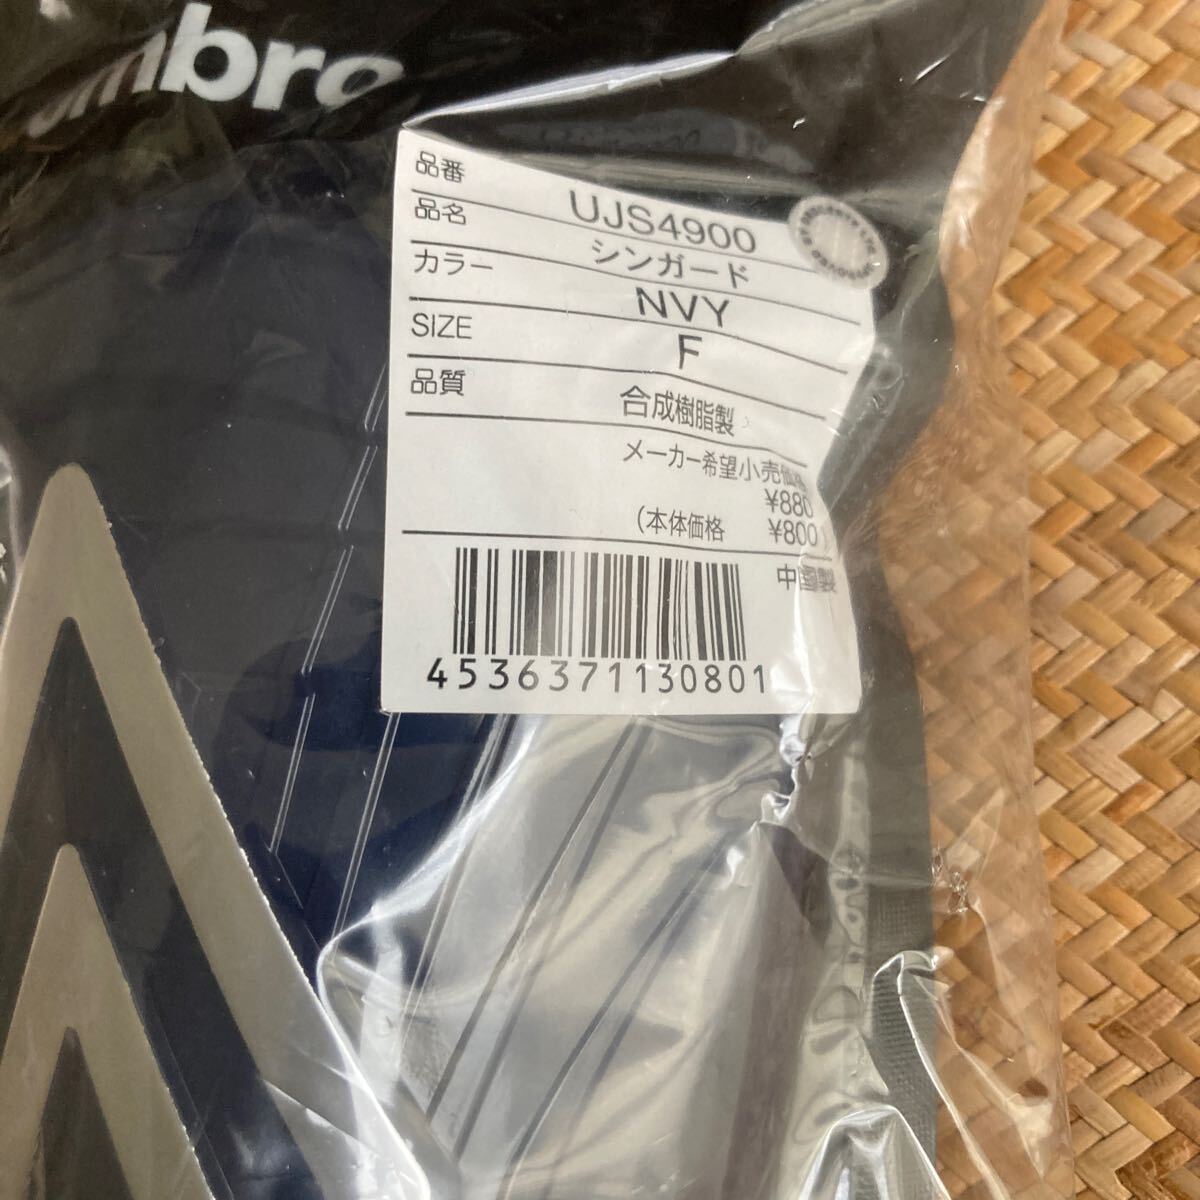 umbro
品番 UJS4900
品名 シンガード
カラー NVY
SIZE F
品質 合成樹脂製
メーカー希望小売価格
¥880
(本体価格 ¥800)
中国製
4536371130801